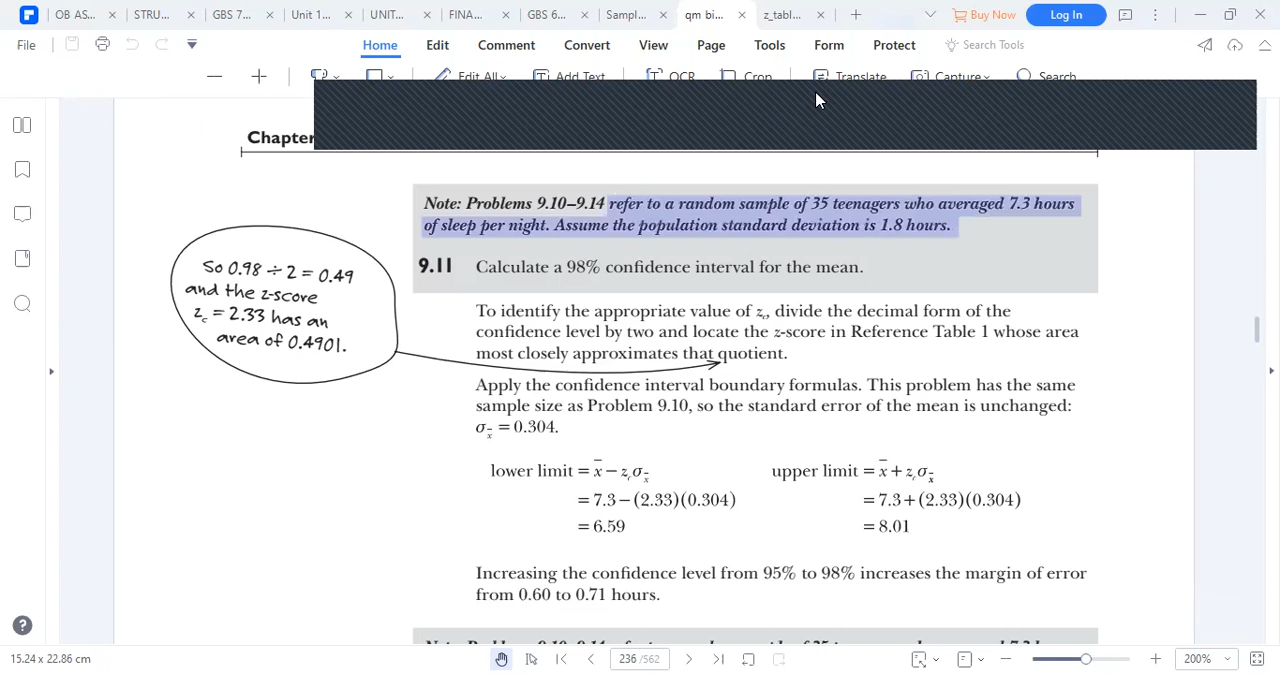 OB AS... STRU... GBS 7... Unit 1... UNIT... FINA... GBS 6... Sampl... qm bi... z_tabl... Buy Now Log In
File Home Edit Comment Convert View Page Tools Form Protect Search Tools
Edit All Add Text OCR Crop Translate Capture Search
Chapter
Note: Problems 9.10–9.14 refer to a random sample of 35 teenagers who averaged 7.3 hours
of sleep per night. Assume the population standard deviation is 1.8 hours.
9.11 Calculate a 98% confidence interval for the mean.
So 0.98 ÷ 2 = 0.49
and the z-score
z_c = 2.33 has an
area of 0.4901.
To identify the appropriate value of z_c, divide the decimal form of the
confidence level by two and locate the z-score in Reference Table 1 whose area
most closely approximates that quotient.
Apply the confidence interval boundary formulas. This problem has the same
sample size as Problem 9.10, so the standard error of the mean is unchanged:
σ_x̄ = 0.304.
lower limit = x̄ − z_c σ_x̄ upper limit = x̄ + z_c σ_x̄
= 7.3 − (2.33)(0.304) = 7.3 + (2.33)(0.304)
= 6.59 = 8.01
Increasing the confidence level from 95% to 98% increases the margin of error
from 0.60 to 0.71 hours.
15.24 x 22.86 cm 236 /562 200%